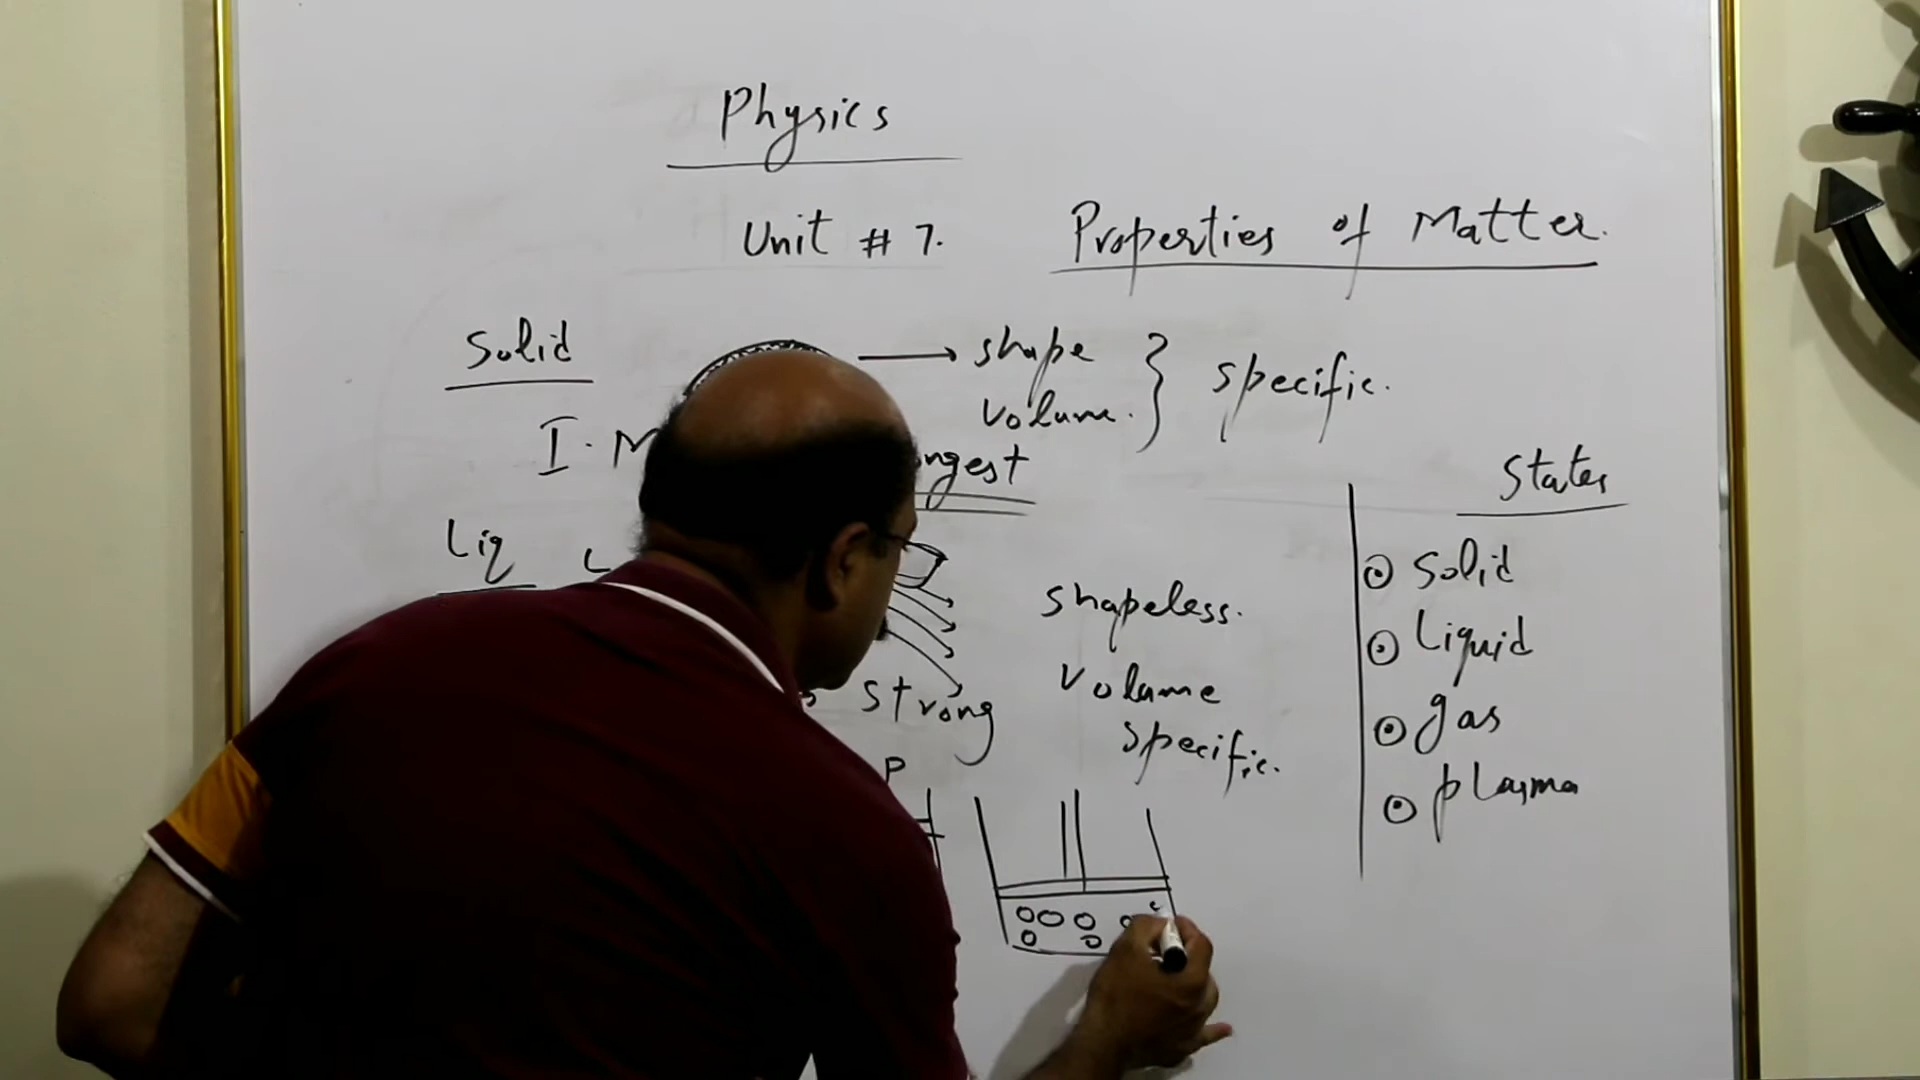 Physics
Unit # 7. Properties of Matter.
Solid → shape
volume. } specific.
I. M
Liq
shapeless.
strong
volume
specific.
P
States
⊙ Solid
⊙ Liquid
⊙ gas
⊙ plasma